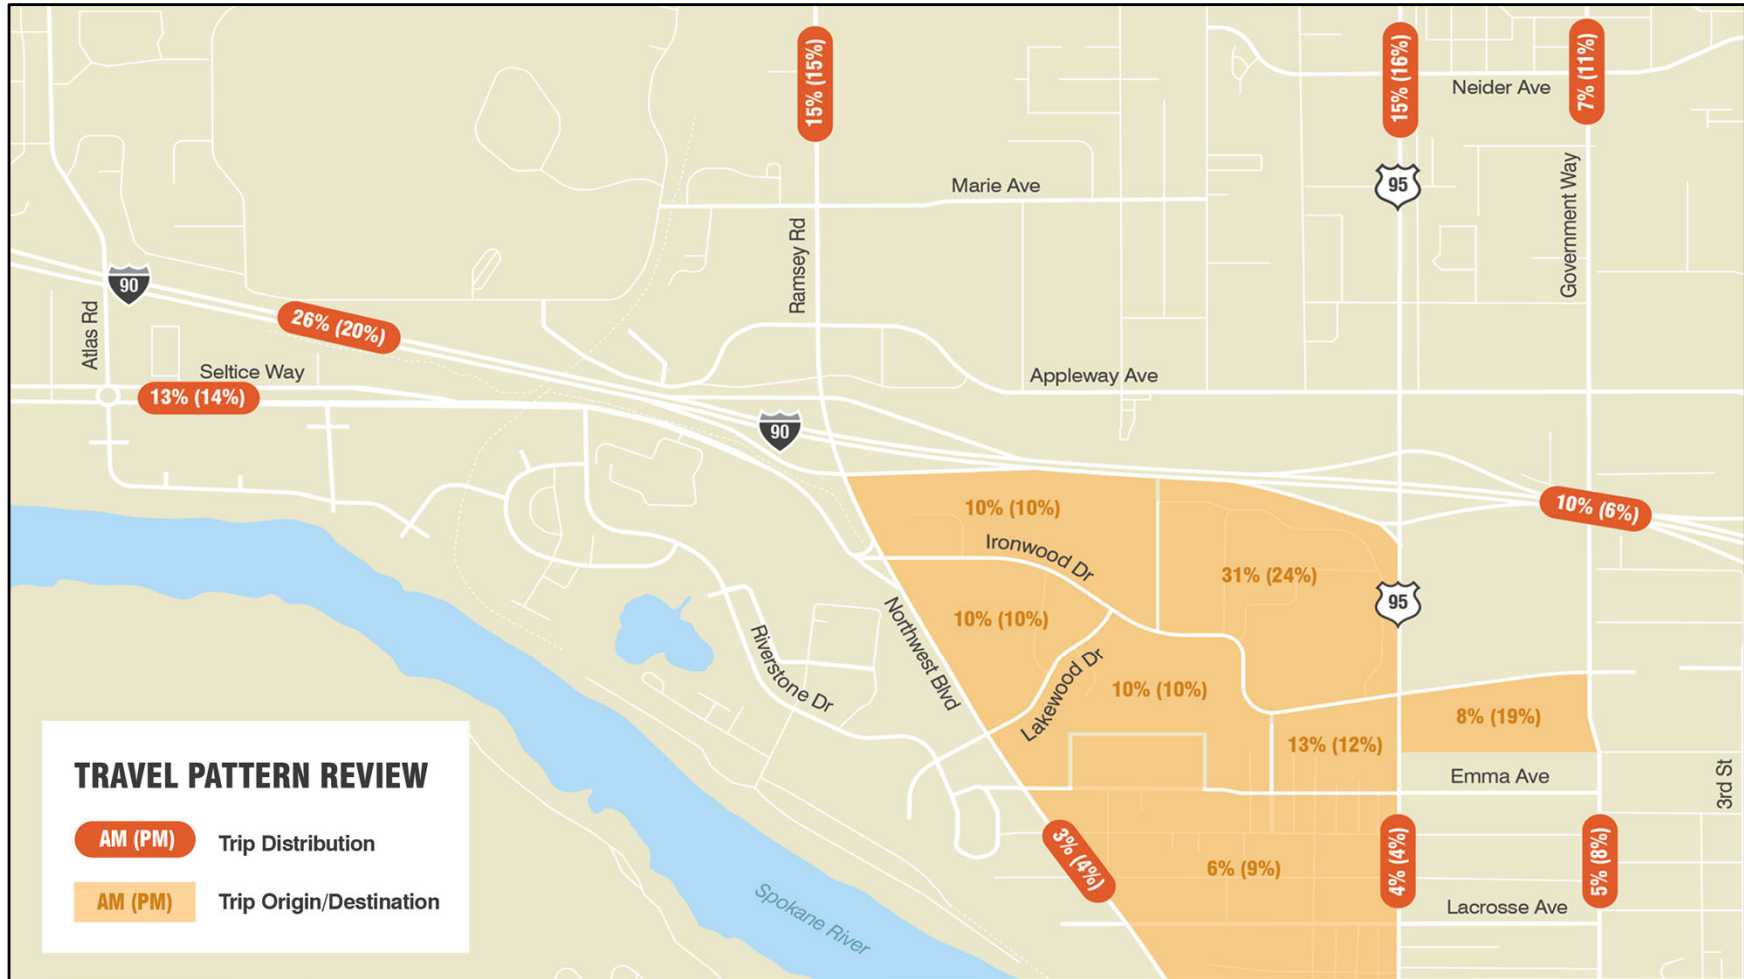 15% (15%)
15% (16%)
7% (11%)
Neider Ave
Marie Ave
95
Government Way
Ramsey Rd
90
Atlas Rd
26% (20%)
Seltice Way
13% (14%)
Appleway Ave
90
10% (6%)
10% (10%)
Ironwood Dr
31% (24%)
95
10% (10%)
Northwest Blvd
Riverstone Dr
Lakewood Dr
10% (10%)
8% (19%)
13% (12%)
Emma Ave
3rd St
3% (4%)
6% (9%)
4% (4%)
5% (8%)
Lacrosse Ave
Spokane River
TRAVEL PATTERN REVIEW
AM (PM) Trip Distribution
AM (PM) Trip Origin/Destination